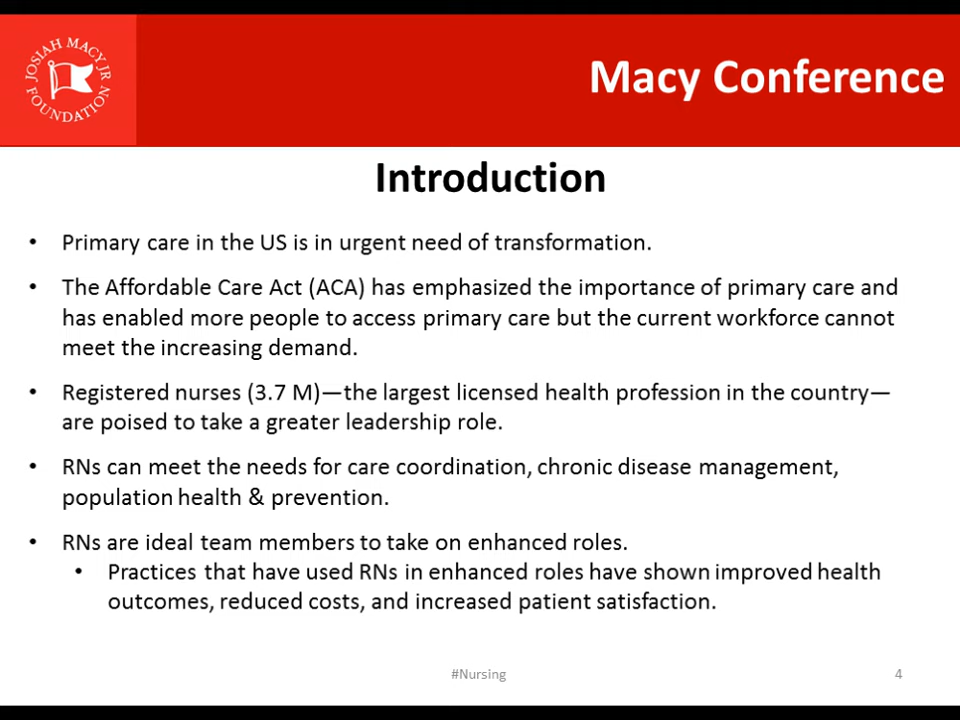 JOSIAH MACY JR
FOUNDATION
Macy Conference
Introduction
• Primary care in the US is in urgent need of transformation.
• The Affordable Care Act (ACA) has emphasized the importance of primary care and
has enabled more people to access primary care but the current workforce cannot
meet the increasing demand.
• Registered nurses (3.7 M)—the largest licensed health profession in the country—
are poised to take a greater leadership role.
• RNs can meet the needs for care coordination, chronic disease management,
population health & prevention.
• RNs are ideal team members to take on enhanced roles.
• Practices that have used RNs in enhanced roles have shown improved health
outcomes, reduced costs, and increased patient satisfaction.
#Nursing
4